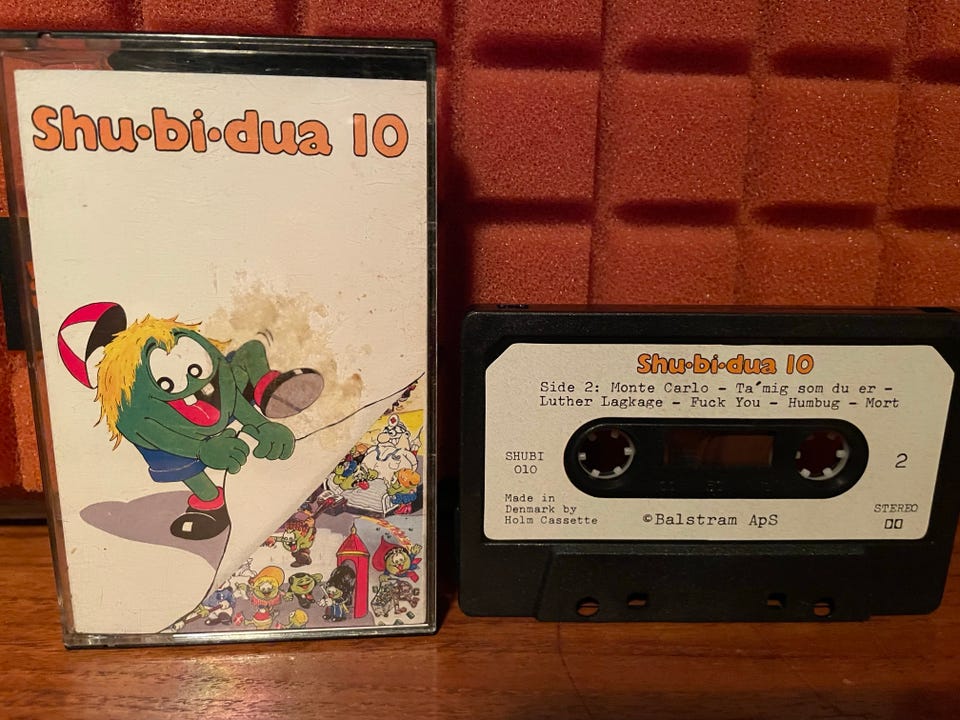 Shu·bi·dua 10
Shu·bi·dua 10
Side 2: Monte Carlo – Ta´mig som du er –
Luther Lagkage – Fuck You – Humbug – Mort
SHUBI
010
2
Made in
Denmark by
Holm Cassette
©Balstram ApS
STEREO